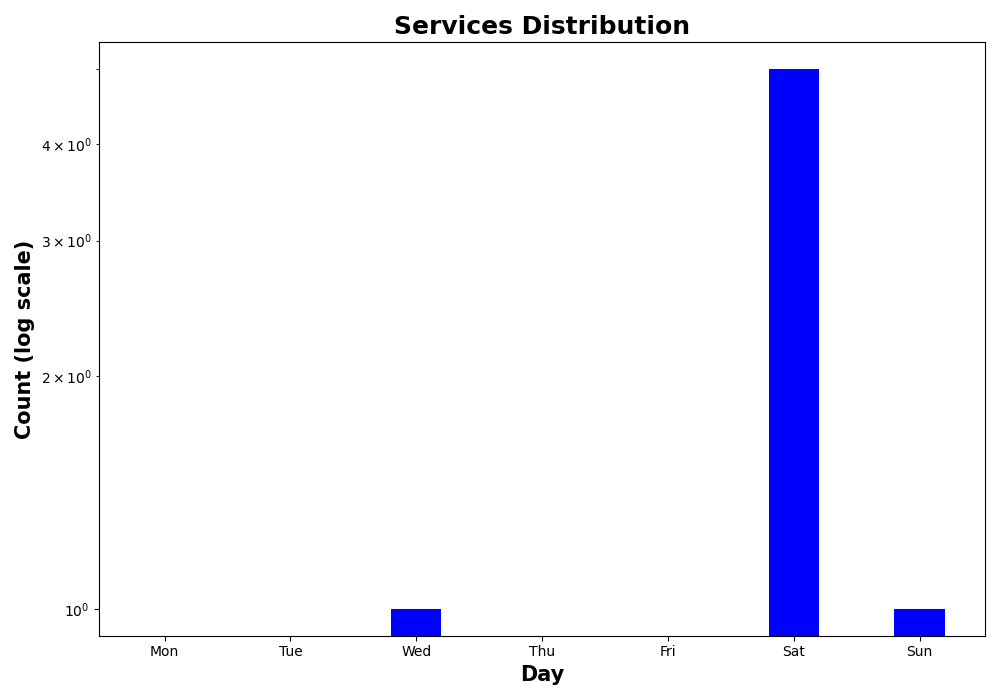 Services Distribution
Count (log scale)
4 × 10⁰
3 × 10⁰
2 × 10⁰
10⁰
Mon Tue Wed Thu Fri Sat Sun
Day